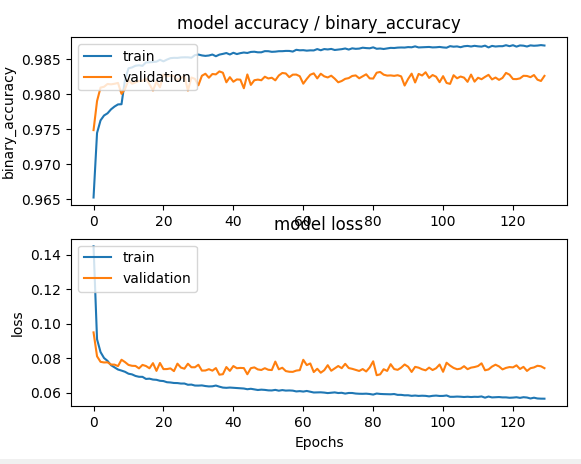 model accuracy / binary_accuracy
binary_accuracy
0.985
0.980
0.975
0.970
0.965
train
validation
0 20 40 60 80 100 120
model loss
loss
0.14
0.12
0.10
0.08
0.06
train
validation
0 20 40 60 80 100 120
Epochs